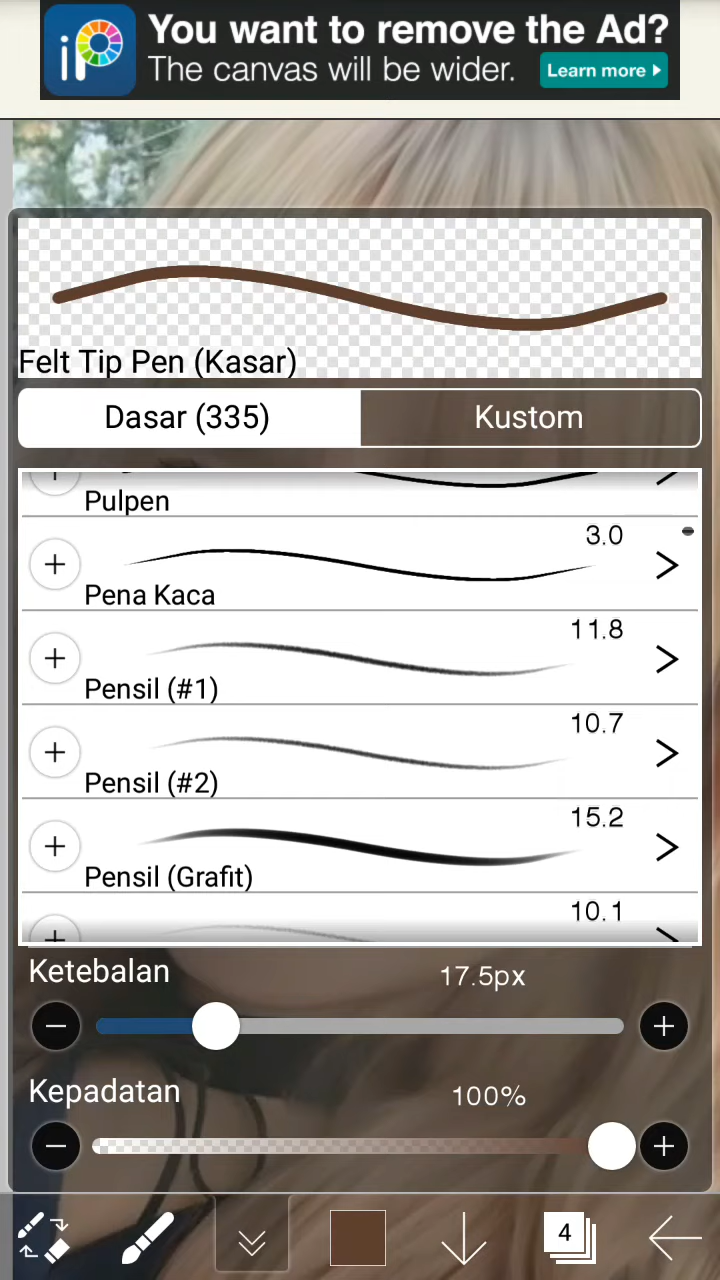 iP
You want to remove the Ad?
The canvas will be wider.
Learn more
Felt Tip Pen (Kasar)
Dasar (335)
Kustom
Pulpen
3.0
Pena Kaca
11.8
Pensil (#1)
10.7
Pensil (#2)
15.2
Pensil (Grafit)
10.1
Ketebalan
17.5px
Kepadatan
100%
4